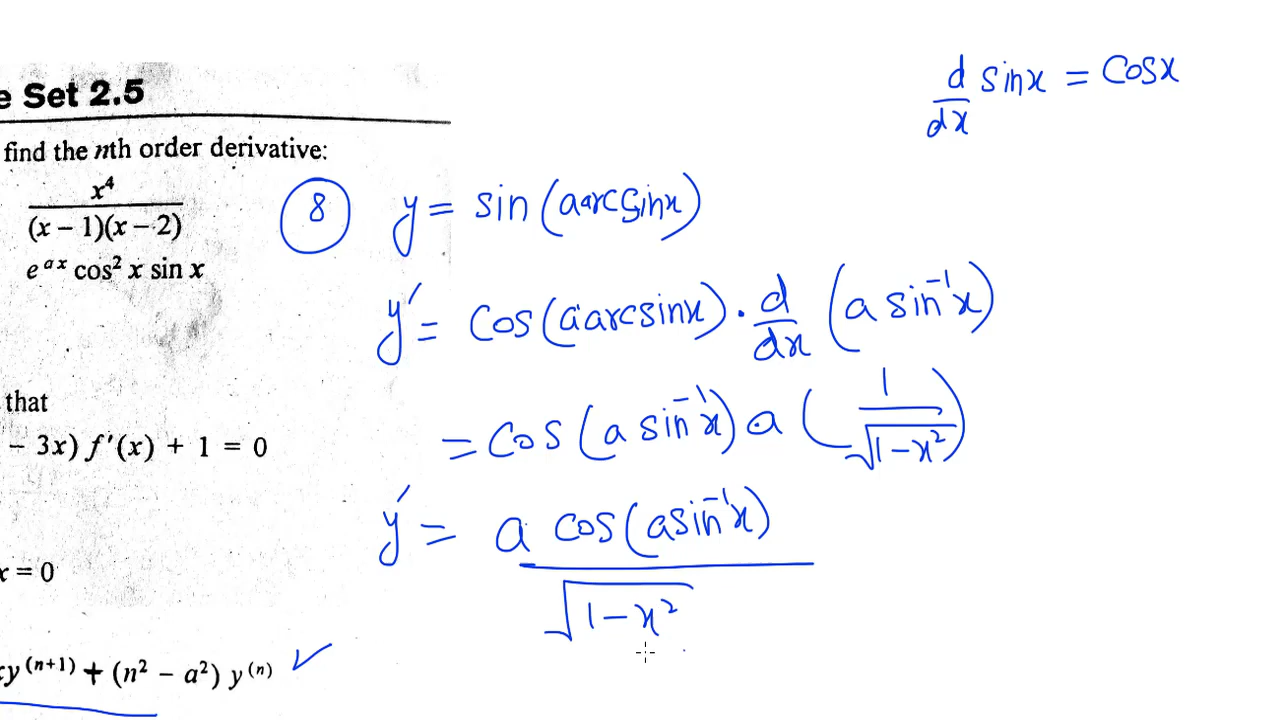 e Set 2.5
d/dx sinx = cosx
find the nth order derivative:
x⁴ / (x – 1)(x – 2)
e^{ax} cos² x sin x
8 y = sin (a arcsinx)
y′ = cos (a arcsinx) · d/dx (a sin⁻¹x)
= cos (a sin⁻¹x) a (1/√(1–x²))
that
– 3x) f′(x) + 1 = 0
y′ = a cos(a sin⁻¹x) / √(1–x²)
x = 0
y^{(n+1)} + (n² – a²) y^{(n)} ✓